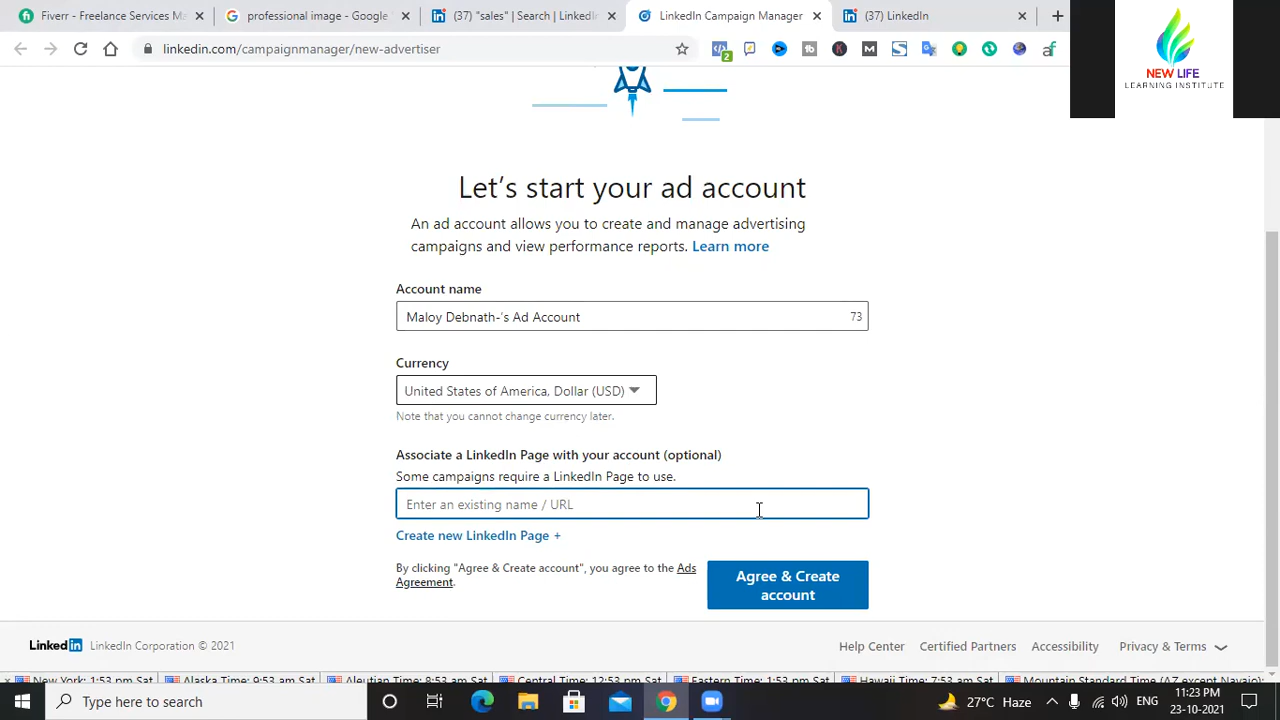 Fiverr - Freelance Services Ma
professional image - Google
(37) "sales" | Search | LinkedIn
LinkedIn Campaign Manager
(37) LinkedIn
linkedin.com/campaignmanager/new-advertiser
2
NEW LIFE
LEARNING INSTITUTE
Let's start your ad account
An ad account allows you to create and manage advertising
campaigns and view performance reports. Learn more
Account name
Maloy Debnath-'s Ad Account 73
Currency
United States of America, Dollar (USD)
Note that you cannot change currency later.
Associate a LinkedIn Page with your account (optional)
Some campaigns require a LinkedIn Page to use.
Enter an existing name / URL
Create new LinkedIn Page +
By clicking "Agree & Create account", you agree to the Ads
Agreement.
Agree & Create
account
LinkedIn LinkedIn Corporation © 2021
Help Center Certified Partners Accessibility Privacy & Terms
New York: 1:53 pm Sat Alaska Time: 9:53 am Sat Aleutian Time: 8:53 am Sat Central Time: 12:53 pm Sat Eastern Time: 1:53 pm Sat Hawaii Time: 7:53 am Sat Mountain Standard Time (AZ except Navajo)
Type here to search
27°C Haze
ENG
11:23 PM
23-10-2021